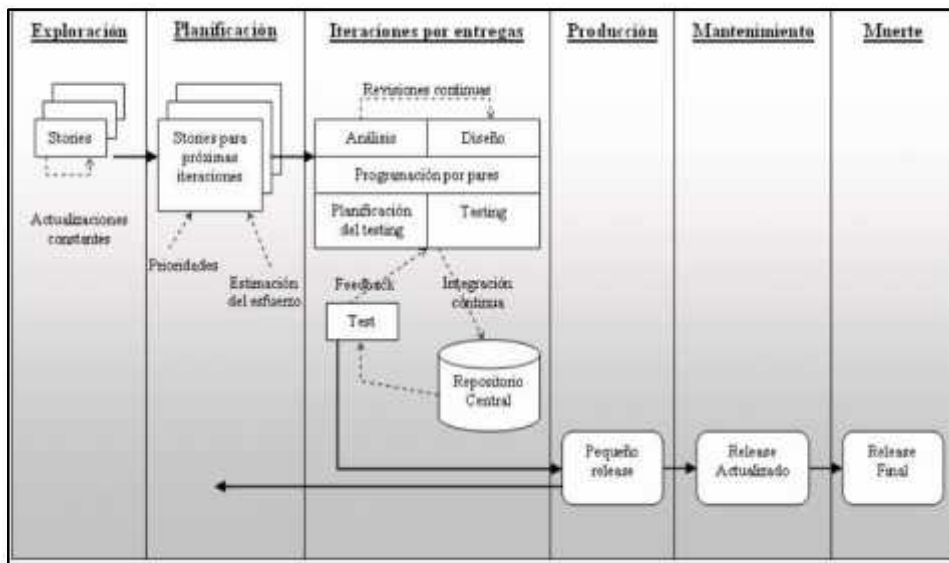 Exploración
Planificación
Iteraciones por entregas
Producción
Mantenimiento
Muerte
Stories
Actualizaciones
constantes
Stories para
próximas
iteraciones
Prioridades
Estimación
del esfuerzo
Revisiones continuas
Análisis
Diseño
Programación por pares
Planificación
del testing
Testing
Feedback
Integración
continua
Test
Repositorio
Central
Pequeño
release
Release
Actualizado
Release
Final